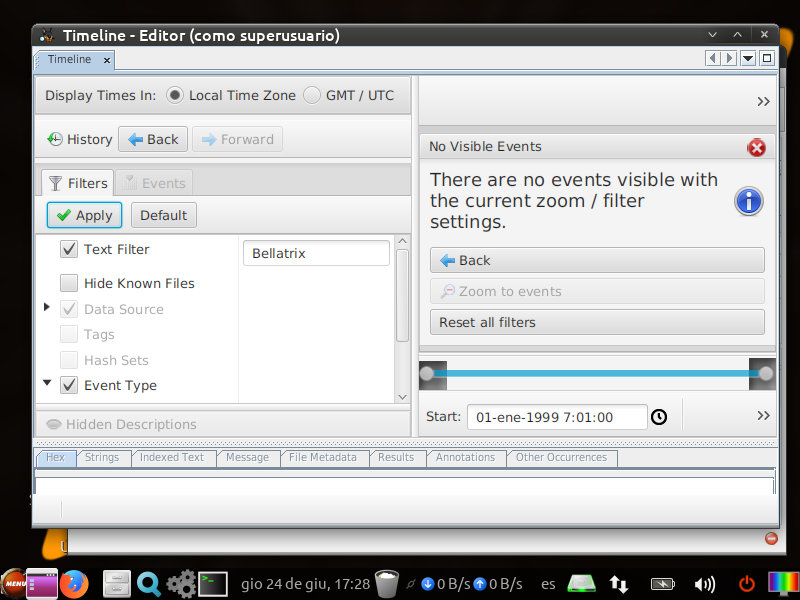 Timeline - Editor (como superusuario)
Timeline
Display Times In: Local Time Zone GMT / UTC
History Back Forward
Filters Events
Apply Default
Text Filter Bellatrix
Hide Known Files
Data Source
Tags
Hash Sets
Event Type
Hidden Descriptions
No Visible Events
There are no events visible with
the current zoom / filter
settings.
Back
Zoom to events
Reset all filters
Start: 01-ene-1999 7:01:00
Hex Strings Indexed Text Message File Metadata Results Annotations Other Occurrences
MENU gio 24 de giu, 17:28 0 B/s 0 B/s es